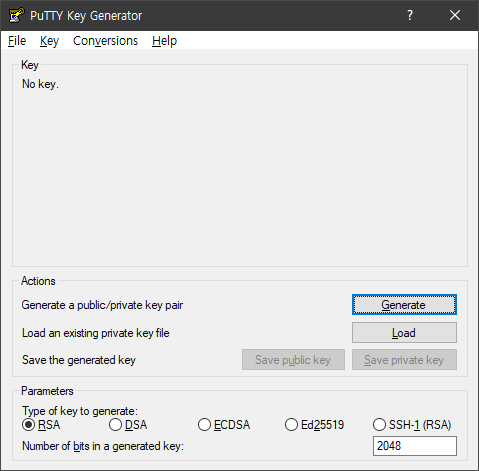 PuTTY Key Generator
File Key Conversions Help
Key
No key.
Actions
Generate a public/private key pair Generate
Load an existing private key file Load
Save the generated key Save public key Save private key
Parameters
Type of key to generate:
RSA DSA ECDSA Ed25519 SSH-1 (RSA)
Number of bits in a generated key: 2048